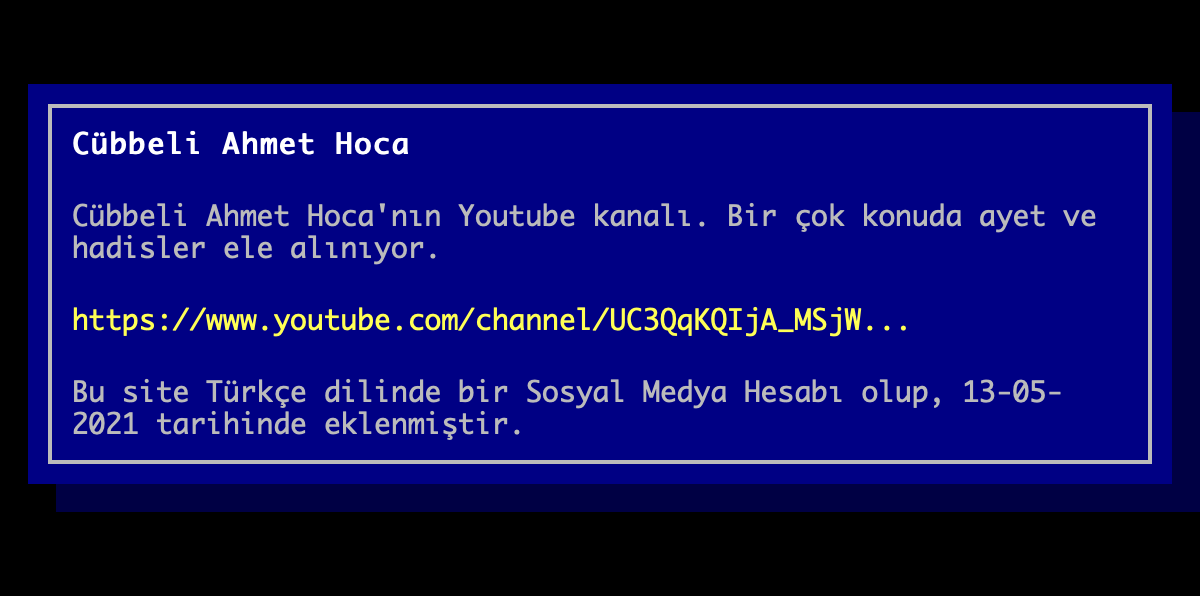 Cübbeli Ahmet Hoca
Cübbeli Ahmet Hoca'nın Youtube kanalı. Bir çok konuda ayet ve
hadisler ele alınıyor.
https://www.youtube.com/channel/UC3QqKQIjA_MSjW...
Bu site Türkçe dilinde bir Sosyal Medya Hesabı olup, 13-05-
2021 tarihinde eklenmiştir.